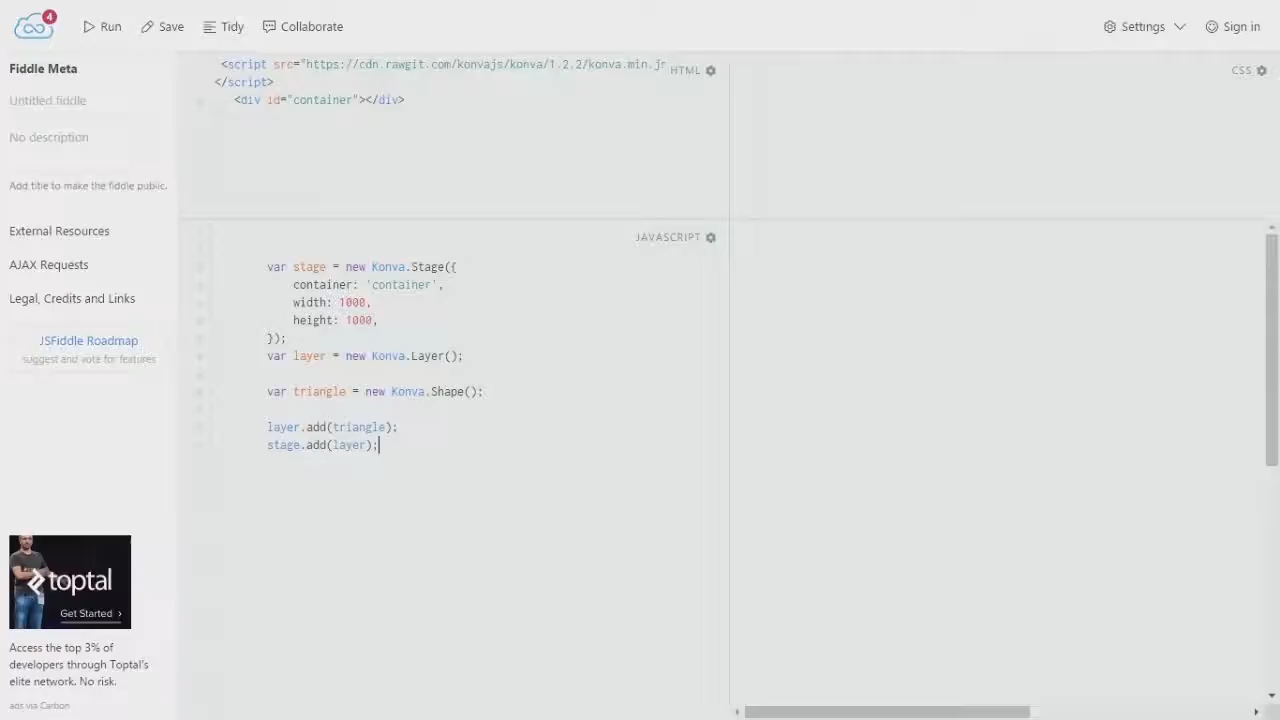 4
Run
Save
Tidy
Collaborate
Settings
Sign in
Fiddle Meta
Untitled fiddle
No description
Add title to make the fiddle public.
External Resources
AJAX Requests
Legal, Credits and Links
JSFiddle Roadmap
suggest and vote for features
toptal
Get Started ›
Access the top 3% of
developers through Toptal's
elite network. No risk.
ads via Carbon
<script src="https://cdn.rawgit.com/konvajs/konva/1.2.2/konva.min.js
</script>
<div id="container"></div>
HTML
CSS
JAVASCRIPT
var stage = new Konva.Stage({
container: 'container',
width: 1000,
height: 1000,
});
var layer = new Konva.Layer();
var triangle = new Konva.Shape();
layer.add(triangle);
stage.add(layer);